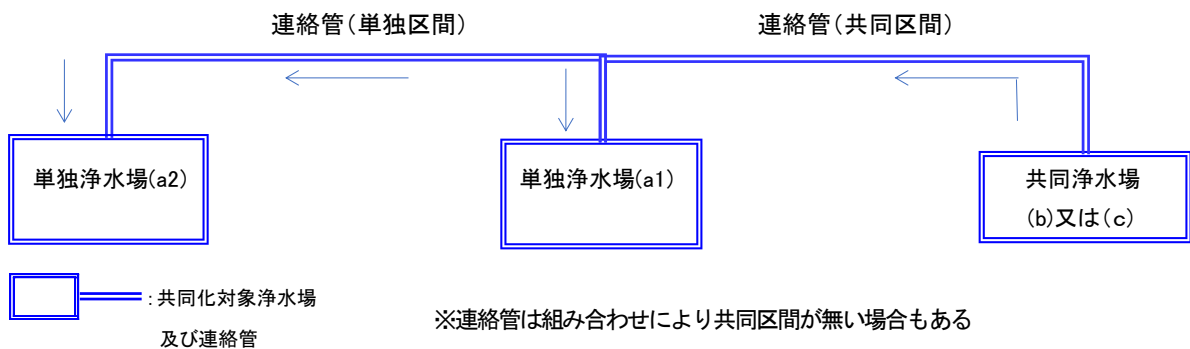 連絡管（単独区間）
連絡管（共同区間）
単独浄水場(a2)
単独浄水場(a1)
共同浄水場
(b)又は（ｃ）
：共同化対象浄水場
及び連絡管
※連絡管は組み合わせにより共同区間が無い場合もある